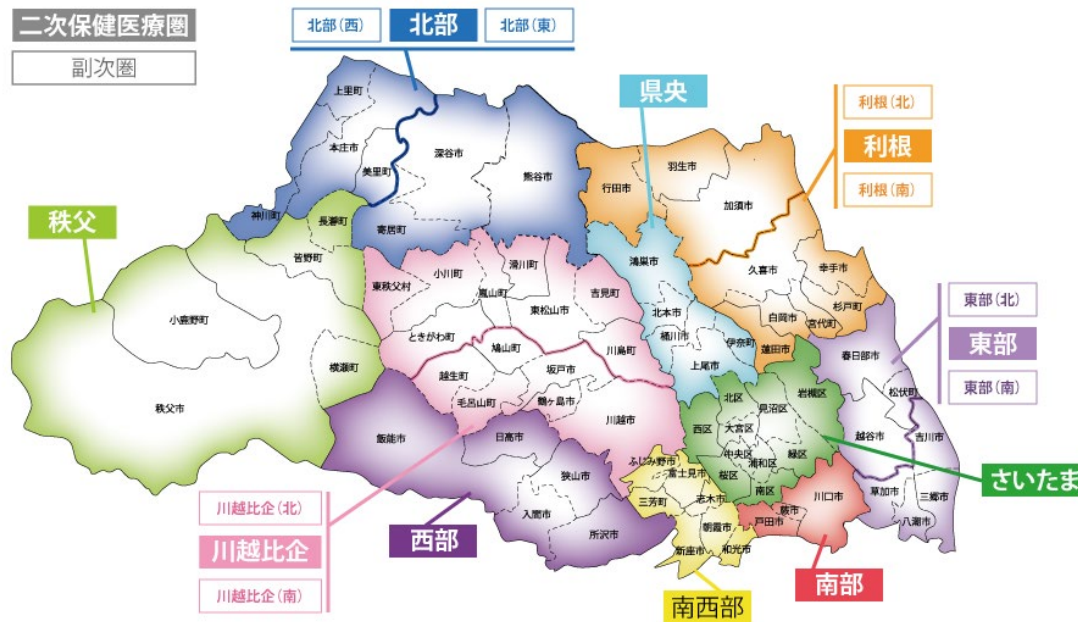 二次保健医療圏
副次圏
北部(西)
北部
北部(東)
県央
利根(北)
利根
利根(南)
秩父
東部(北)
東部
東部(南)
さいたま
川越比企(北)
川越比企
川越比企(南)
西部
南西部
南部
上里町
本庄市
美里町
神川町
深谷市
熊谷市
寄居町
長瀞町
皆野町
小鹿野町
秩父市
横瀬町
行田市
羽生市
加須市
久喜市
幸手市
杉戸町
白岡市
宮代町
蓮田市
鴻巣市
北本市
桶川市
伊奈町
上尾市
東秩父村
小川町
滑川町
嵐山町
吉見町
東松山市
ときがわ町
鳩山町
川島町
越生町
坂戸市
毛呂山町
鶴ヶ島市
川越市
飯能市
日高市
狭山市
入間市
所沢市
ふじみ野市
富士見市
三芳町
志木市
朝霞市
新座市
和光市
岩槻区
北区
見沼区
西区
大宮区
中央区
浦和区
緑区
桜区
南区
川口市
蕨市
戸田市
春日部市
松伏町
越谷市
吉川市
草加市
三郷市
八潮市